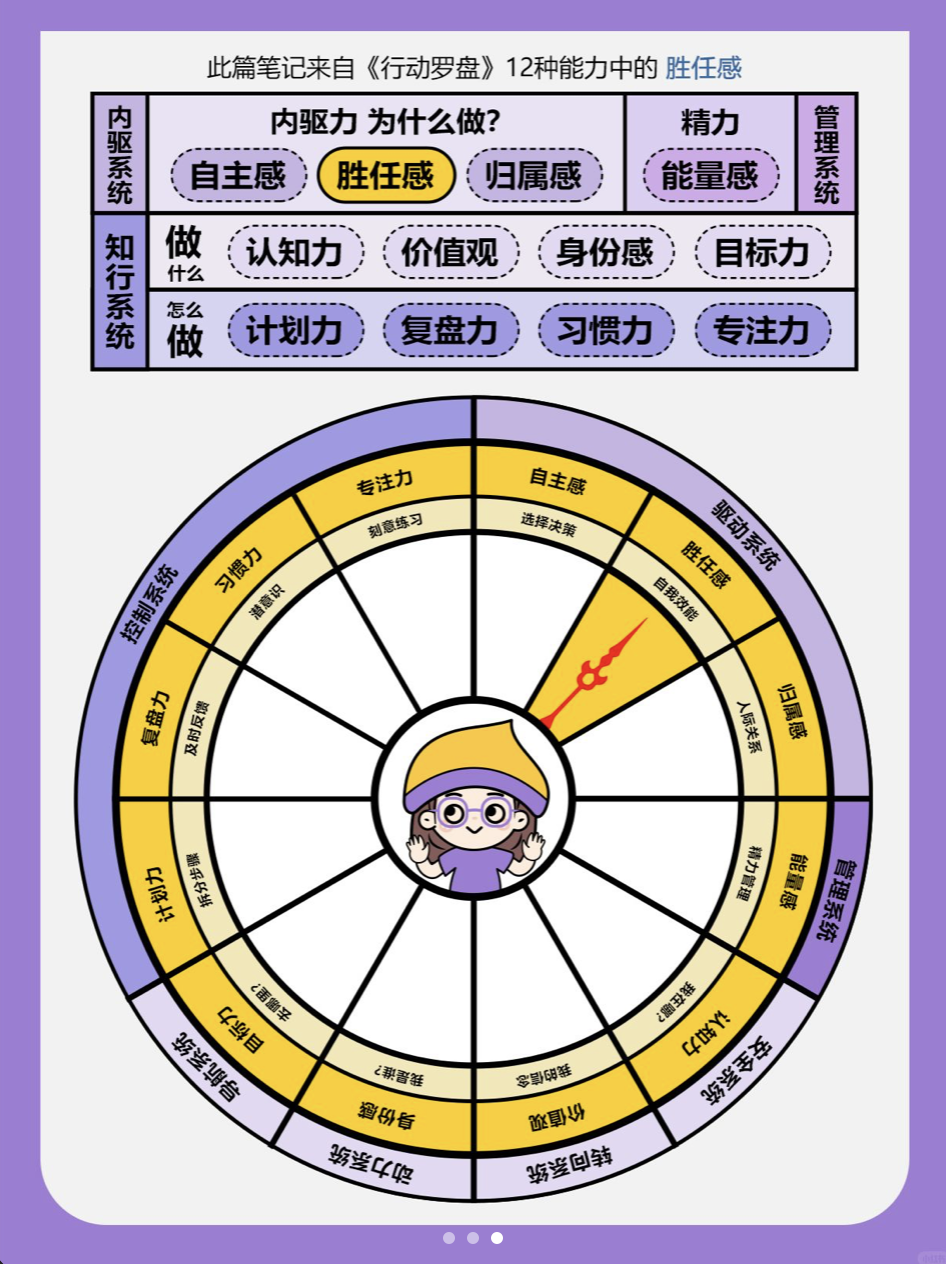 此篇笔记来自《行动罗盘》12种能力中的 胜任感
内驱系统
内驱力 为什么做?
自主感 胜任感 归属感
精力
能量感
管理系统
知行系统
做什么
认知力 价值观 身份感 目标力
怎么做
计划力 复盘力 习惯力 专注力
驱动系统
管理系统
安全系统
转向系统
动力系统
导航系统
控制系统
自主感
胜任感
归属感
能量感
认知力
价值观
身份感
目标力
计划力
复盘力
习惯力
专注力
选择决策
自我效能
人际关系
精力管理
我在哪?
我的信念
我是谁?
去哪里?
拆分步骤
及时反馈
潜意识
刻意练习